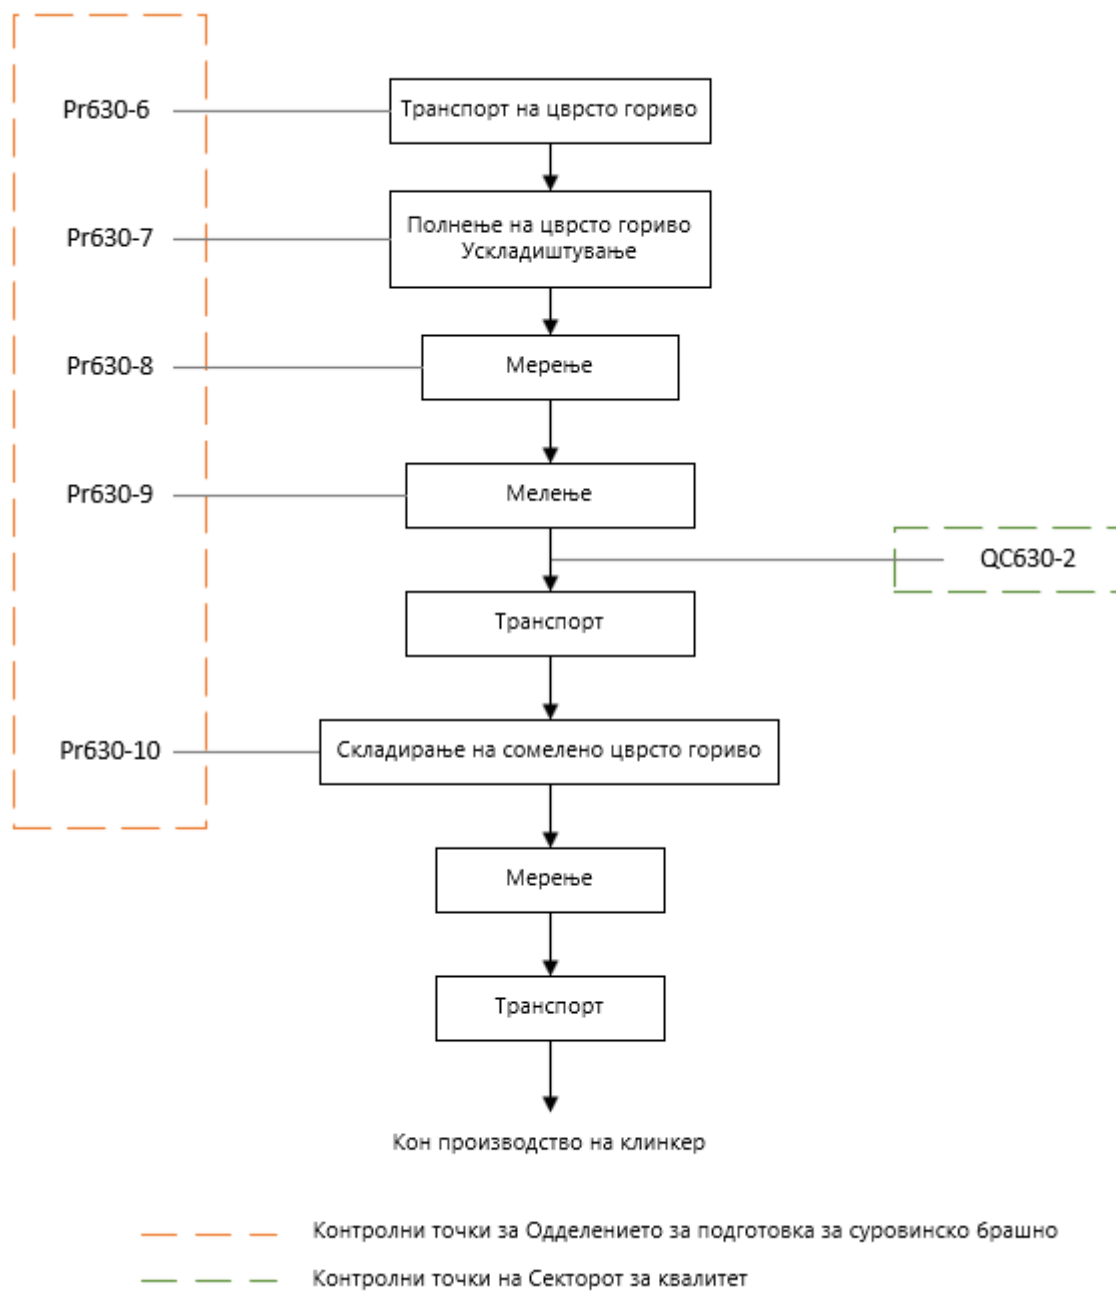 Pr630-6
Транспорт на цврсто гориво
Pr630-7
Полнење на цврсто гориво
Ускладиштување
Pr630-8
Мерење
Pr630-9
Мелење
QC630-2
Транспорт
Pr630-10
Складирање на сомелено цврсто гориво
Мерење
Транспорт
Кон производство на клинкер
Контролни точки за Одделението за подготовка за суровинско брашно
Контролни точки на Секторот за квалитет